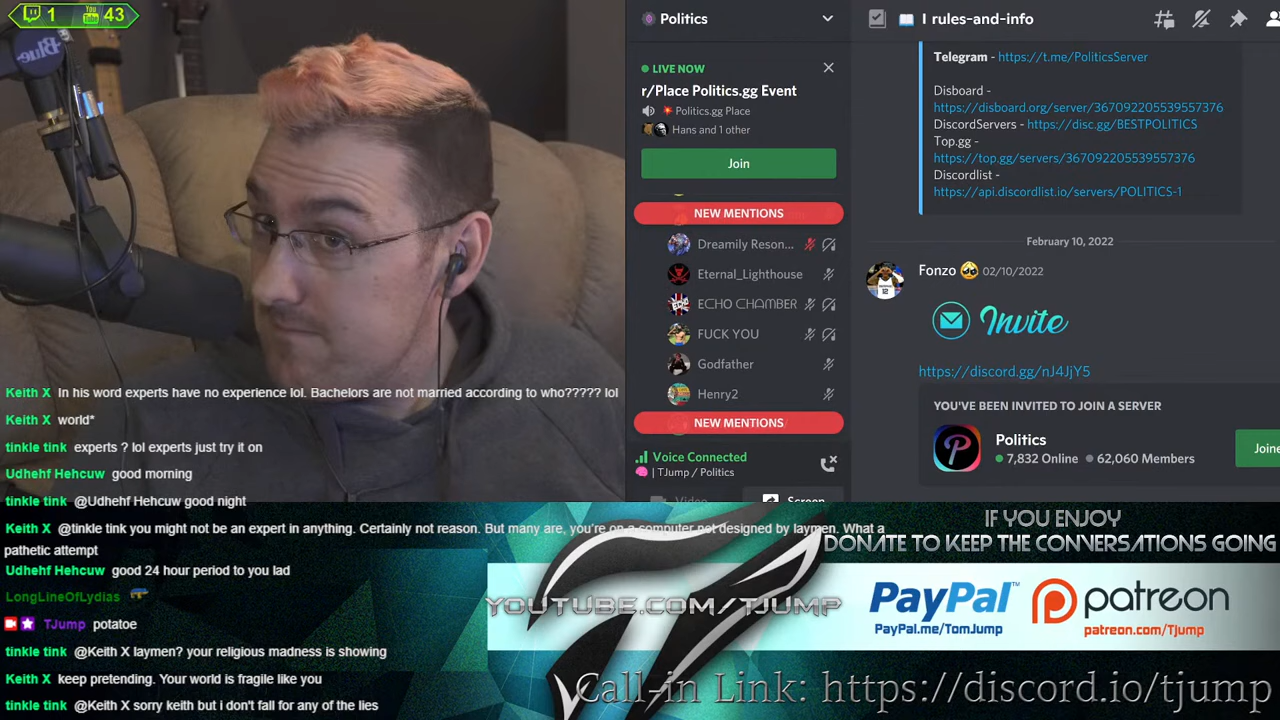 1 You Tube 43
Blue
Keith X In his word experts have no experience lol. Bachelors are not married according to who????? lol
Keith X world*
tinkle tink experts ? lol experts just try it on
Udhehf Hehcuw good morning
tinkle tink @Udhehf Hehcuw good night
Keith X @tinkle tink you might not be an expert in anything. Certainly not reason. But many are, you're on a computer not designed by laymen. What a
pathetic attempt
Udhehf Hehcuw good 24 hour period to you lad
LongLineOfLydias
TJump potatoe
tinkle tink @Keith X laymen? your religious madness is showing
Keith X keep pretending. Your world is fragile like you
tinkle tink @Keith X sorry keith but i don't fall for any of the lies
Politics
LIVE NOW
r/Place Politics.gg Event
Politics.gg Place
Hans and 1 other
Join
NEW MENTIONS
Dreamily Reson...
Eternal_Lighthouse
ECHO CHAMBER
FUCK YOU
Godfather
Henry2
NEW MENTIONS
Voice Connected
| TJump / Politics
Video
Screen
I rules-and-info
Telegram - https://t.me/PoliticsServer
Disboard -
https://disboard.org/server/367092205539557376
DiscordServers - https://disc.gg/BESTPOLITICS
Top.gg -
https://top.gg/servers/367092205539557376
Discordlist -
https://api.discordlist.io/servers/POLITICS-1
February 10, 2022
Fonzo 02/10/2022
Invite
https://discord.gg/nJ4JjY5
YOU'VE BEEN INVITED TO JOIN A SERVER
Politics
7,832 Online 62,060 Members
Joine
IF YOU ENJOY
DONATE TO KEEP THE CONVERSATIONS GOING
YOUTUBE.COM/TJUMP
PayPal™
PayPal.me/TomJump
patreon
patreon.com/Tjump
Call-in Link: https://discord.io/tjump